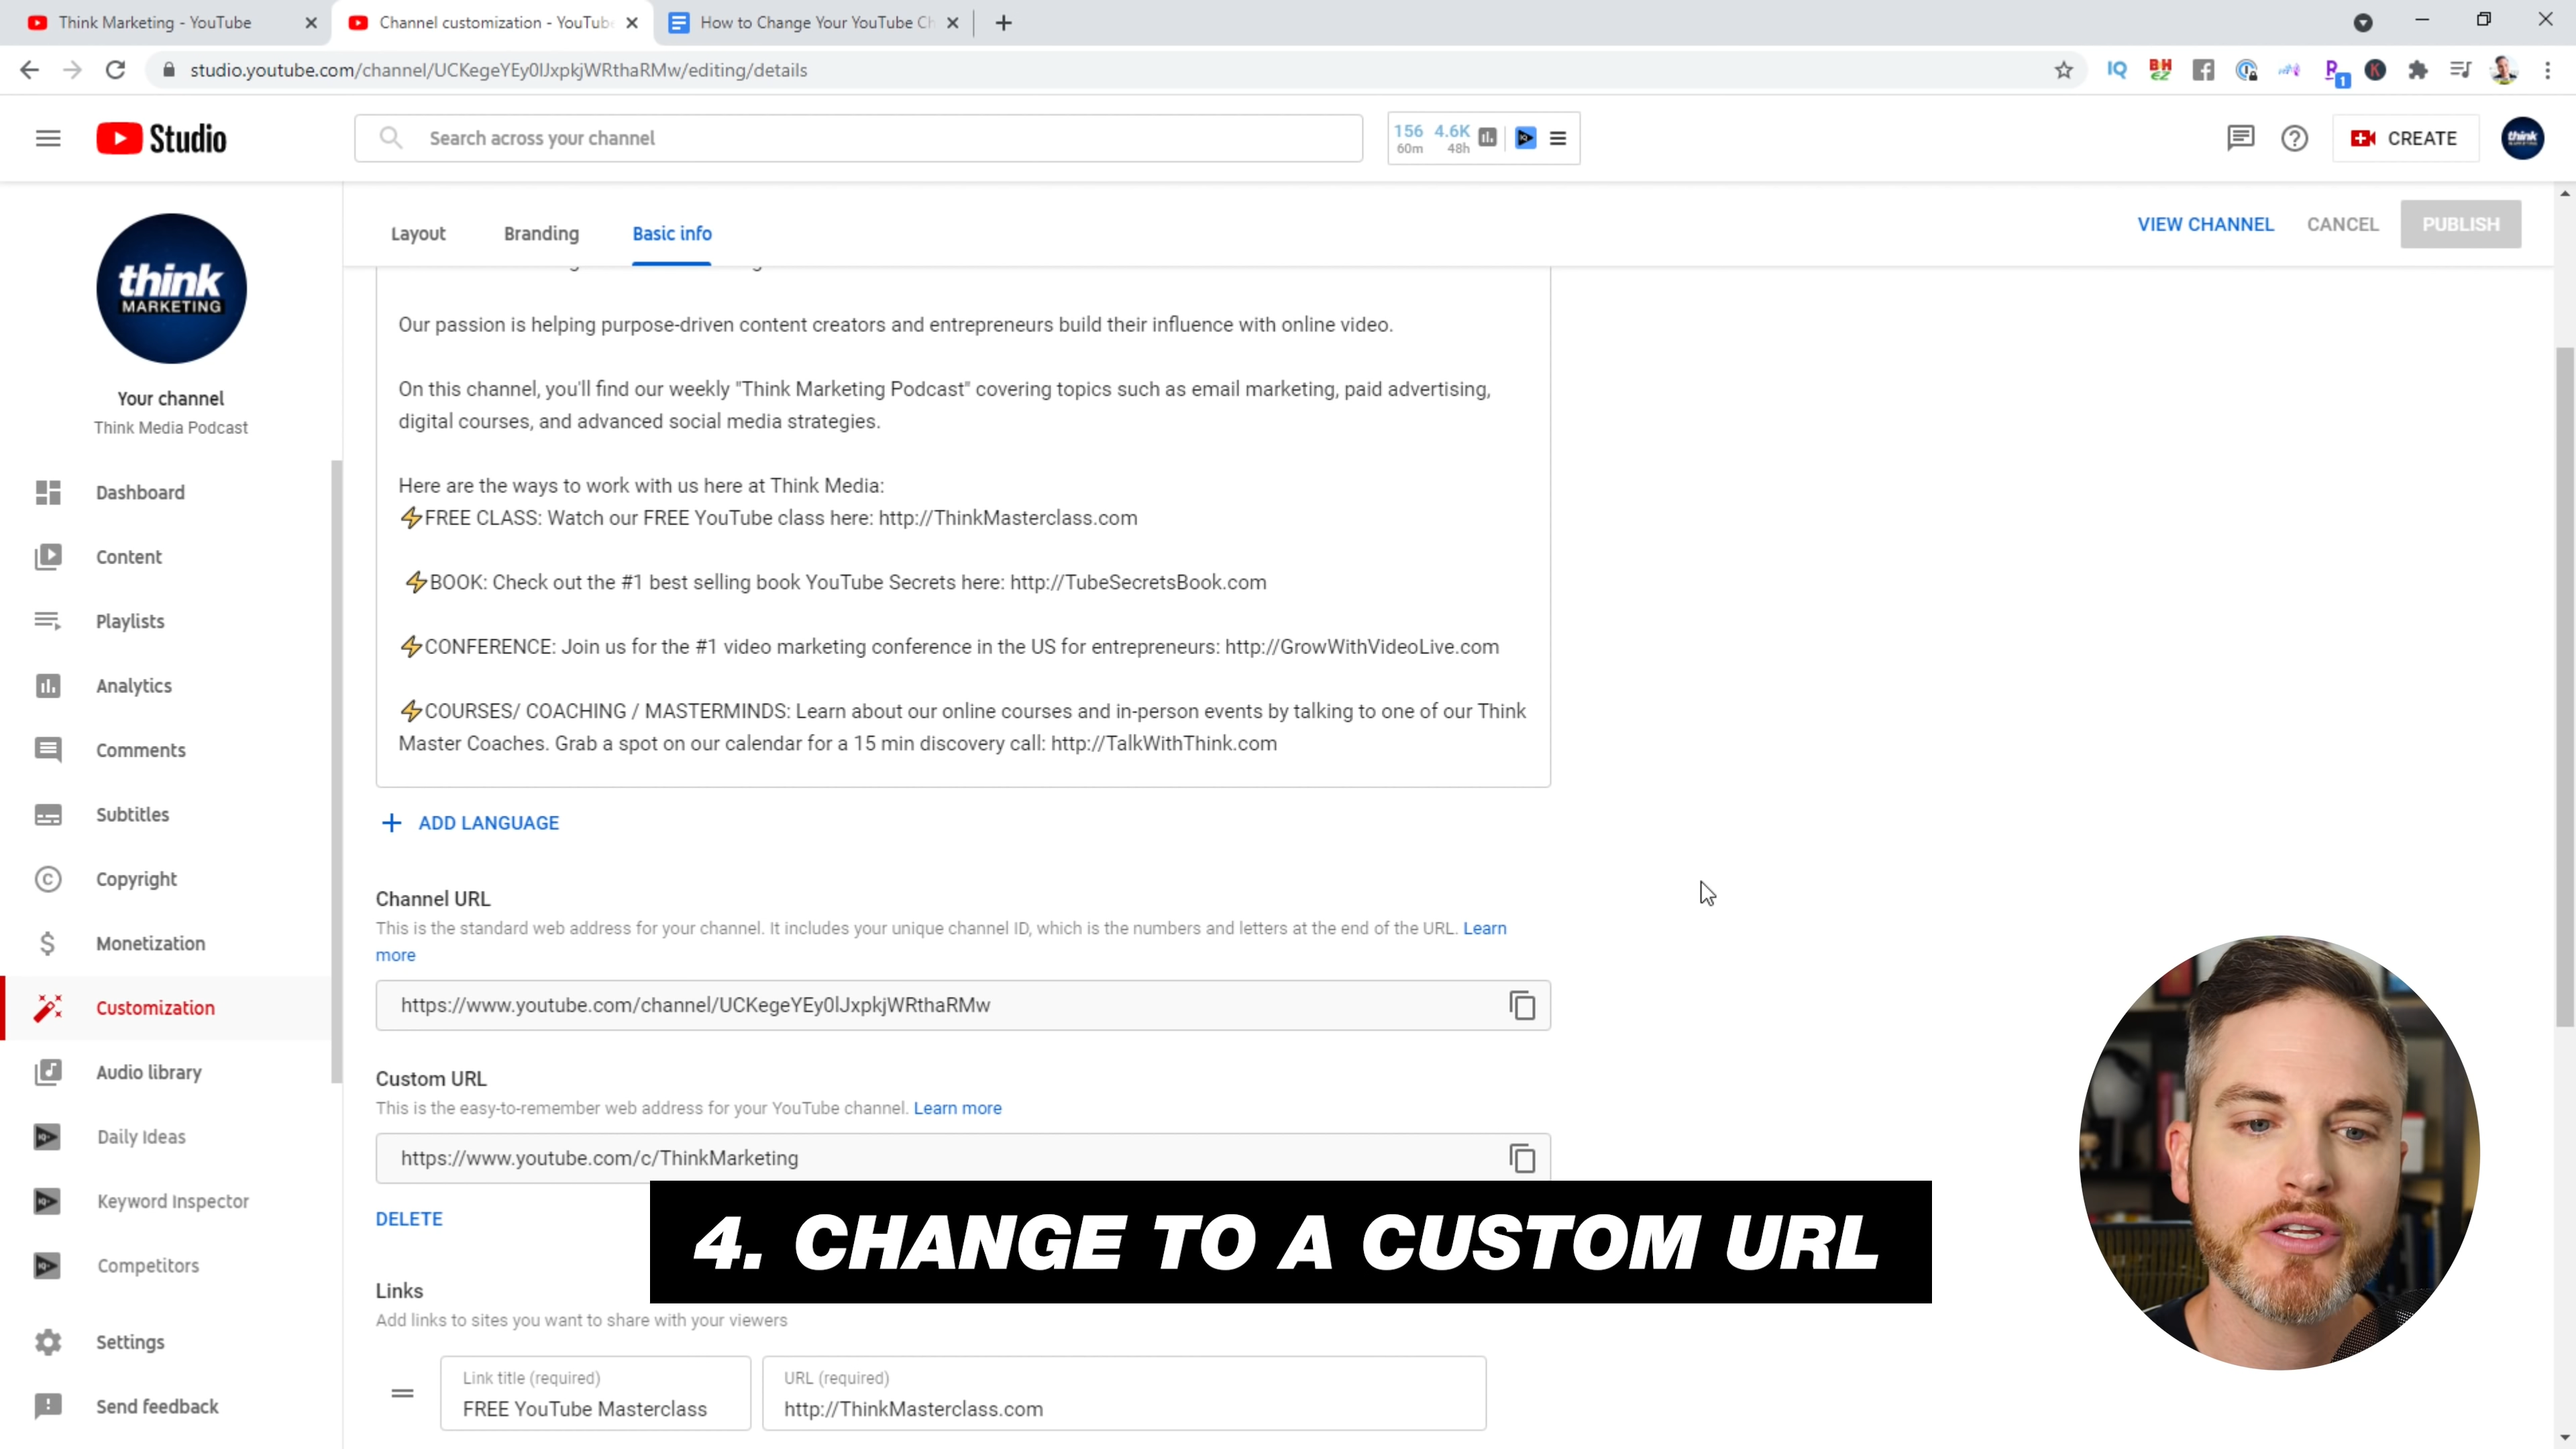 Think Marketing - YouTube
Channel customization - YouTub
How to Change Your YouTube Ch
studio.youtube.com/channel/UCKegeYEy0lJxpkjWRthaRMw/editing/details
Studio
Search across your channel
156 4.6K
60m 48h
CREATE
think
MARKETING
Your channel
Think Media Podcast
Dashboard
Content
Playlists
Analytics
Comments
Subtitles
Copyright
Monetization
Customization
Audio library
Daily Ideas
Keyword Inspector
Competitors
Settings
Send feedback
Layout
Branding
Basic info
VIEW CHANNEL
CANCEL
PUBLISH
Our passion is helping purpose-driven content creators and entrepreneurs build their influence with online video.
On this channel, you'll find our weekly "Think Marketing Podcast" covering topics such as email marketing, paid advertising,
digital courses, and advanced social media strategies.
Here are the ways to work with us here at Think Media:
⚡FREE CLASS: Watch our FREE YouTube class here: http://ThinkMasterclass.com
⚡BOOK: Check out the #1 best selling book YouTube Secrets here: http://TubeSecretsBook.com
⚡CONFERENCE: Join us for the #1 video marketing conference in the US for entrepreneurs: http://GrowWithVideoLive.com
⚡COURSES/ COACHING / MASTERMINDS: Learn about our online courses and in-person events by talking to one of our Think
Master Coaches. Grab a spot on our calendar for a 15 min discovery call: http://TalkWithThink.com
ADD LANGUAGE
Channel URL
This is the standard web address for your channel. It includes your unique channel ID, which is the numbers and letters at the end of the URL. Learn
more
https://www.youtube.com/channel/UCKegeYEy0lJxpkjWRthaRMw
Custom URL
This is the easy-to-remember web address for your YouTube channel. Learn more
https://www.youtube.com/c/ThinkMarketing
DELETE
4. CHANGE TO A CUSTOM URL
Links
Add links to sites you want to share with your viewers
Link title (required)
FREE YouTube Masterclass
URL (required)
http://ThinkMasterclass.com